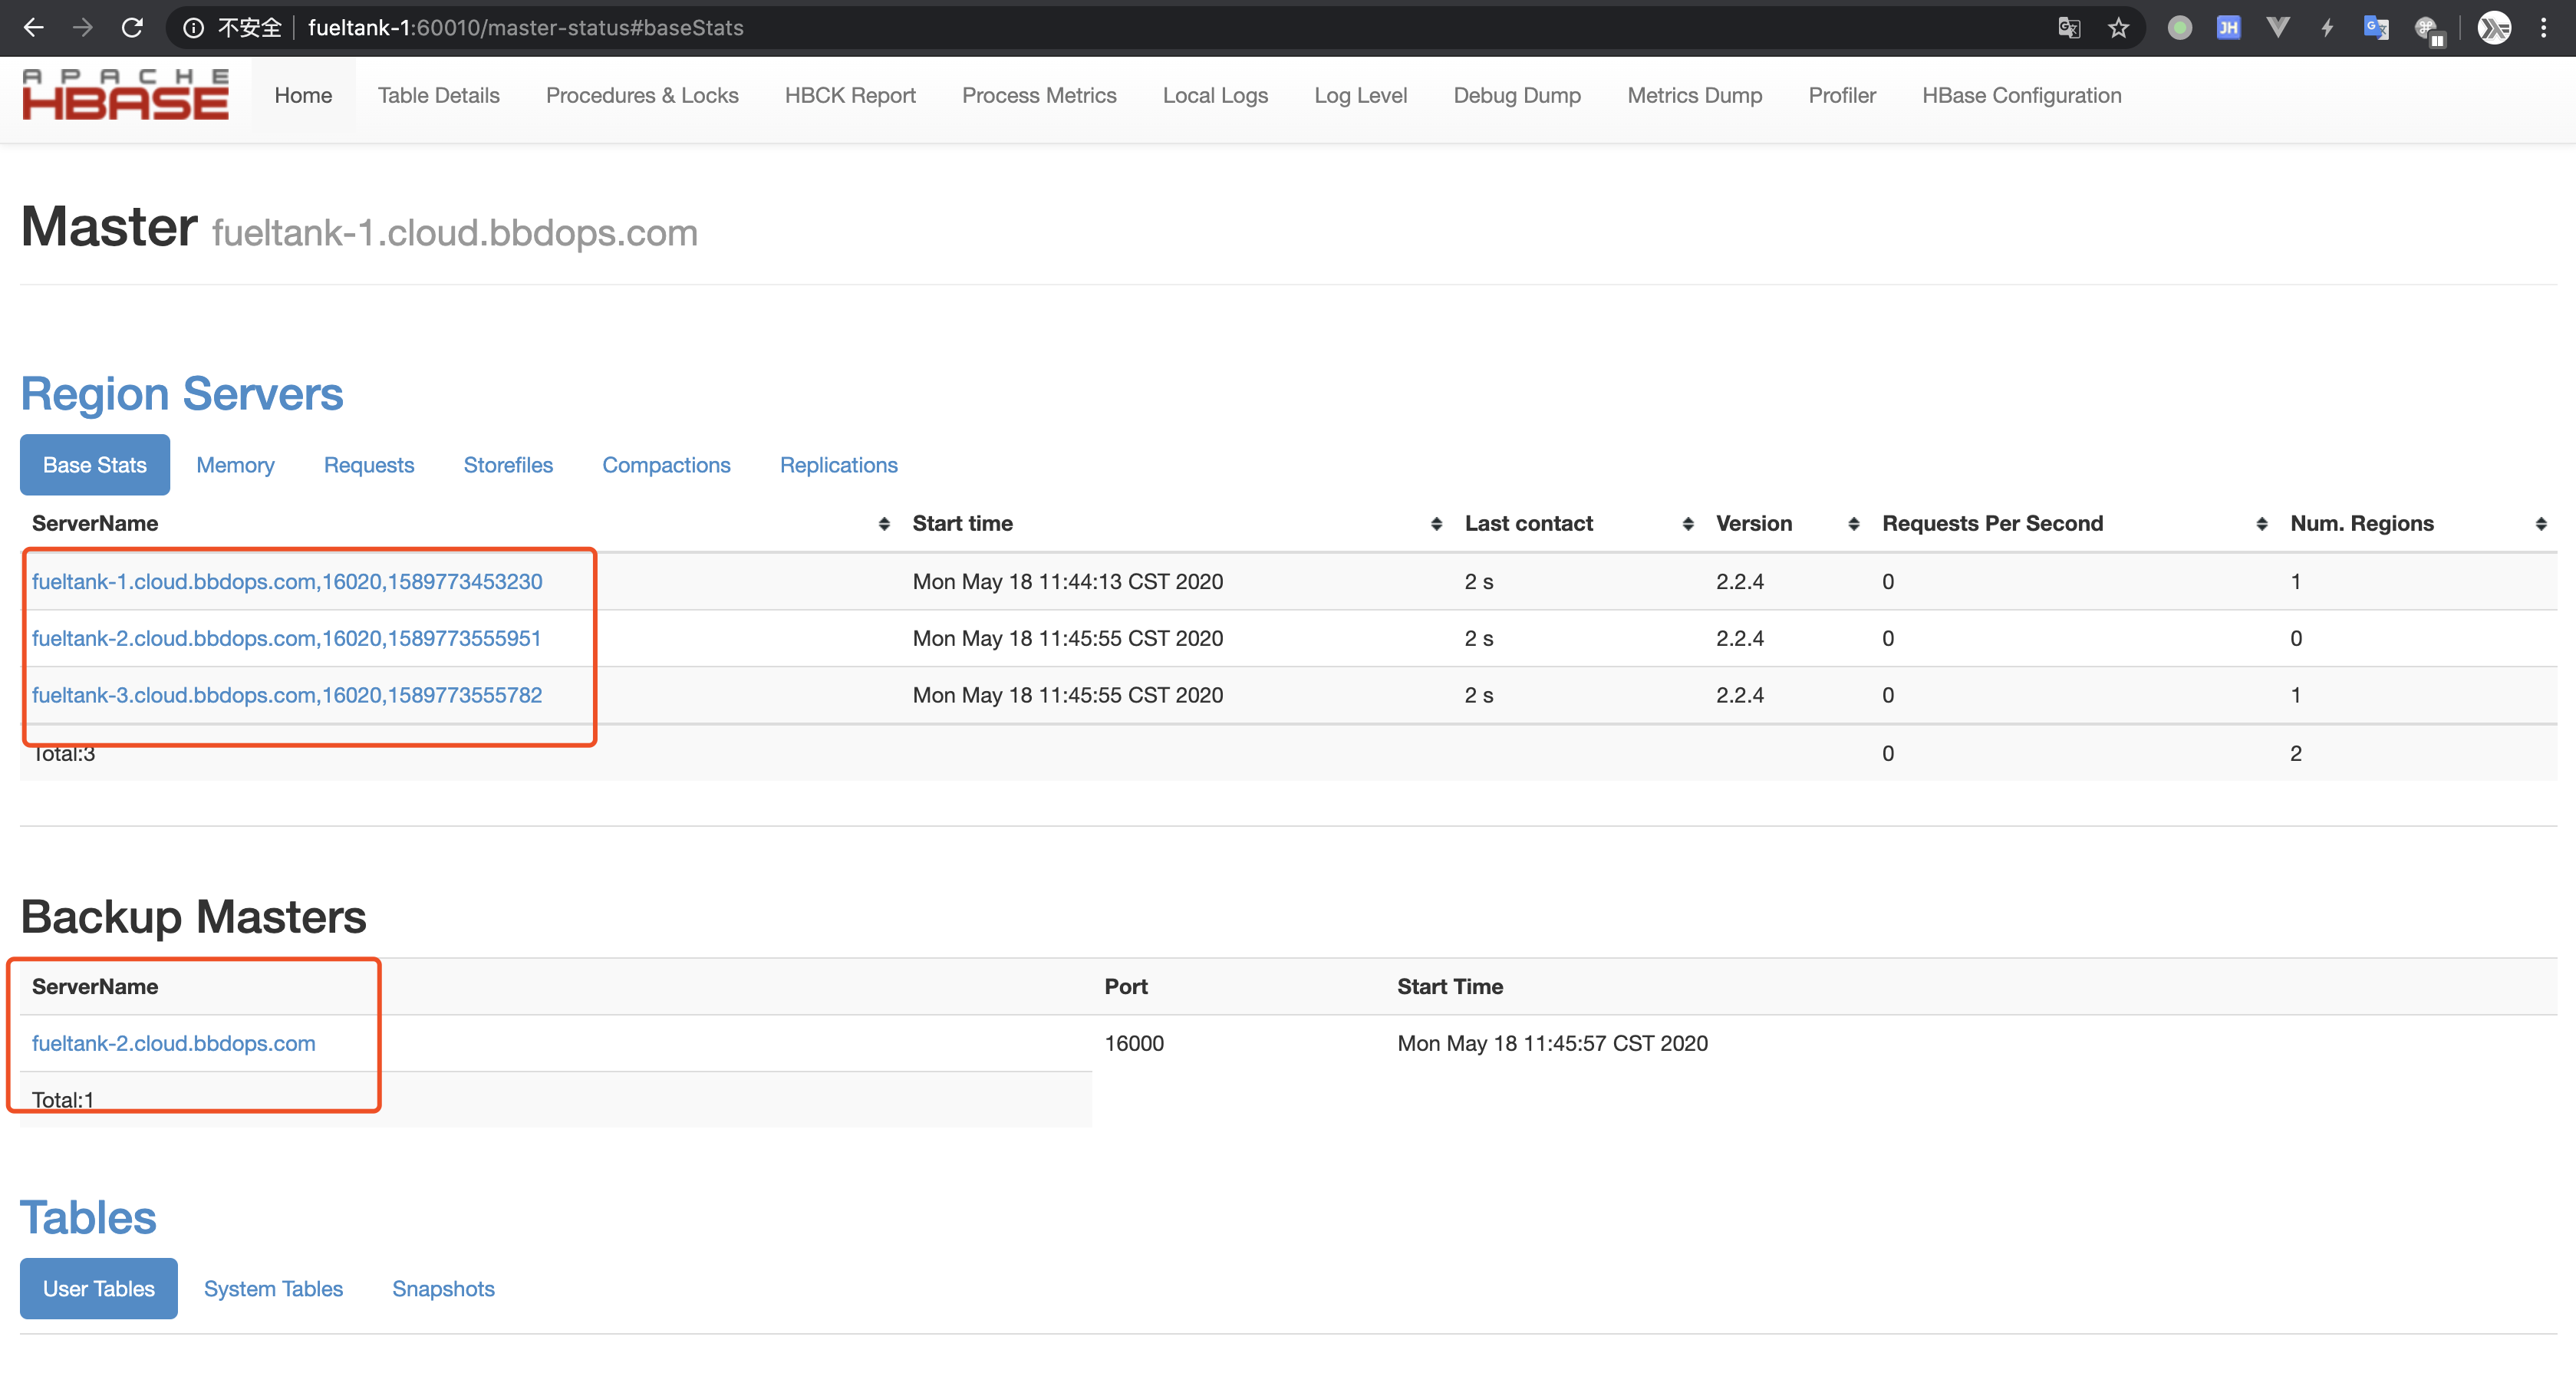 不安全 fueltank-1:60010/master-status#baseStats
APACHE
HBASE
Home Table Details Procedures & Locks HBCK Report Process Metrics Local Logs Log Level Debug Dump Metrics Dump Profiler HBase Configuration
Master fueltank-1.cloud.bbdops.com
Region Servers
Base Stats Memory Requests Storefiles Compactions Replications
ServerName Start time Last contact Version Requests Per Second Num. Regions
fueltank-1.cloud.bbdops.com,16020,1589773453230 Mon May 18 11:44:13 CST 2020 2 s 2.2.4 0 1
fueltank-2.cloud.bbdops.com,16020,1589773555951 Mon May 18 11:45:55 CST 2020 2 s 2.2.4 0 0
fueltank-3.cloud.bbdops.com,16020,1589773555782 Mon May 18 11:45:55 CST 2020 2 s 2.2.4 0 1
Total:3 0 2
Backup Masters
ServerName Port Start Time
fueltank-2.cloud.bbdops.com 16000 Mon May 18 11:45:57 CST 2020
Total:1
Tables
User Tables System Tables Snapshots